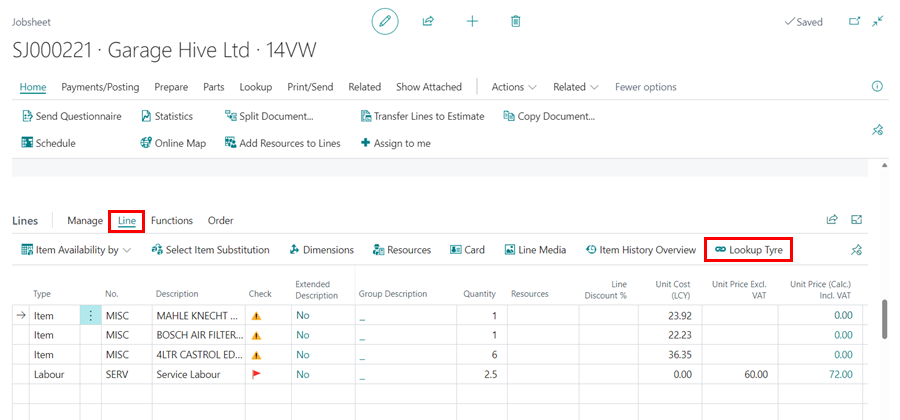 Jobsheet
Saved
SJ000221 · Garage Hive Ltd · 14VW
Home Payments/Posting Prepare Parts Lookup Print/Send Related Show Attached Actions Related Fewer options
Send Questionnaire Statistics Split Document... Transfer Lines to Estimate Copy Document...
Schedule Online Map Add Resources to Lines Assign to me
Lines Manage Line Functions Order
Item Availability by Select Item Substitution Dimensions Resources Card Line Media Item History Overview Lookup Tyre
Type No. Description Check Extended Description Group Description Quantity Resources Line Discount % Unit Cost (LCY) Unit Price Excl. VAT Unit Price (Calc.) Incl. VAT
Item MISC MAHLE KNECHT ... No _ 1 23.92 0.00
Item MISC BOSCH AIR FILTER... No _ 1 22.23 0.00
Item MISC 4LTR CASTROL ED... No _ 6 36.35 0.00
Labour SERV Service Labour No _ 2.5 0.00 60.00 72.00